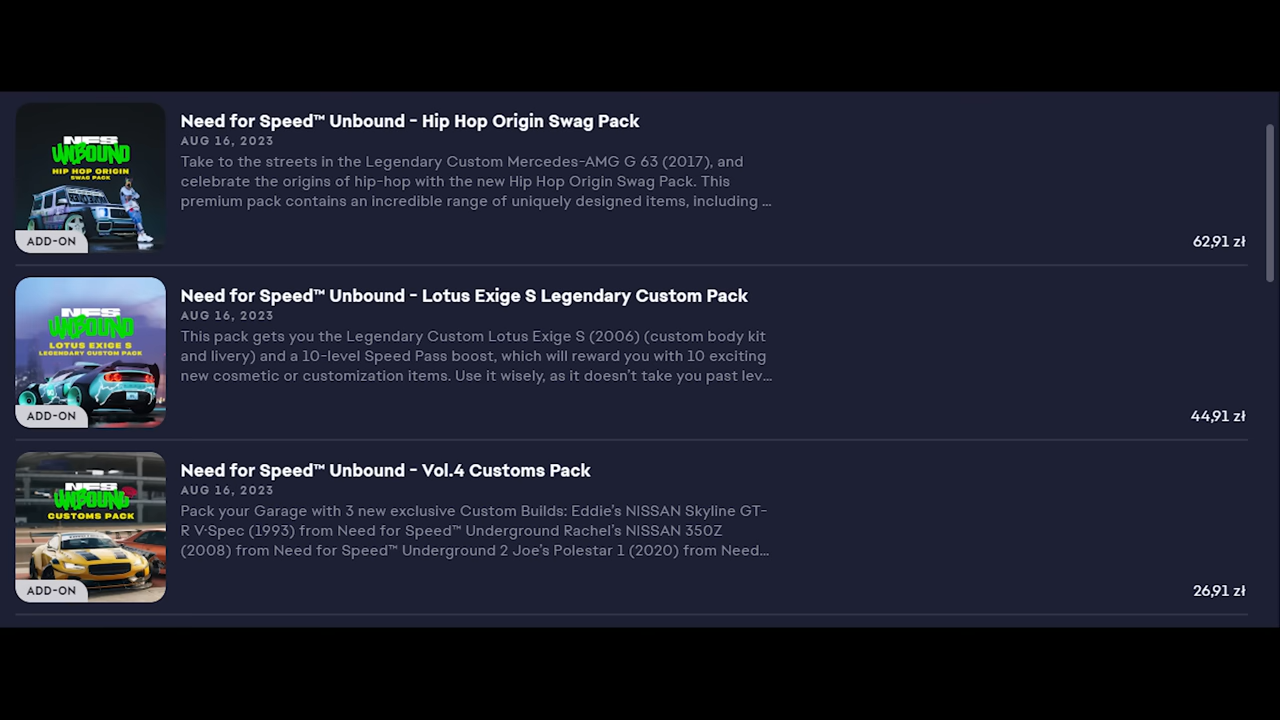 Need for Speed™ Unbound - Hip Hop Origin Swag Pack
AUG 16, 2023
Take to the streets in the Legendary Custom Mercedes-AMG G 63 (2017), and
celebrate the origins of hip-hop with the new Hip Hop Origin Swag Pack. This
premium pack contains an incredible range of uniquely designed items, including ...
62,91 zł
NFS
UNBOUND
HIP HOP ORIGIN
SWAG PACK
ADD-ON
Need for Speed™ Unbound - Lotus Exige S Legendary Custom Pack
AUG 16, 2023
This pack gets you the Legendary Custom Lotus Exige S (2006) (custom body kit
and livery) and a 10-level Speed Pass boost, which will reward you with 10 exciting
new cosmetic or customization items. Use it wisely, as it doesn't take you past lev...
44,91 zł
NFS
UNBOUND
LOTUS EXIGE S
LEGENDARY CUSTOM PACK
ADD-ON
Need for Speed™ Unbound - Vol.4 Customs Pack
AUG 16, 2023
Pack your Garage with 3 new exclusive Custom Builds: Eddie's NISSAN Skyline GT-
R V·Spec (1993) from Need for Speed™ Underground Rachel's NISSAN 350Z
(2008) from Need for Speed™ Underground 2 Joe's Polestar 1 (2020) from Need...
26,91 zł
NFS
UNBOUND
CUSTOMS PACK
ADD-ON